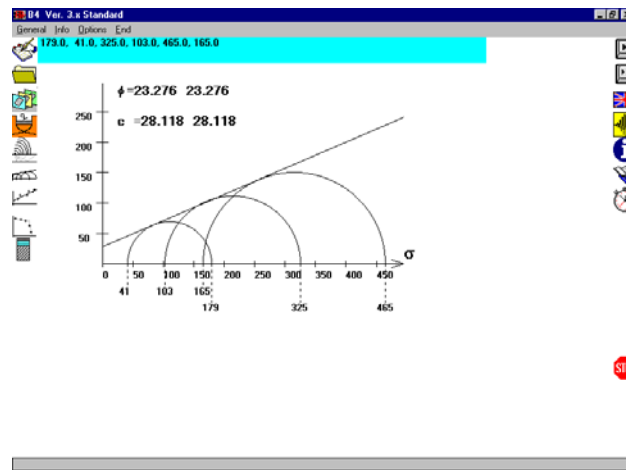 B4 Ver. 3.x Standard
General Info Options End
179.0, 41.0, 325.0, 103.0, 465.0, 165.0
ϕ=23.276 23.276
c =28.118 28.118
250
200
150
100
50
σ
0 50 100 150 200 250 300 350 400 450
41 103 165
179 325 465